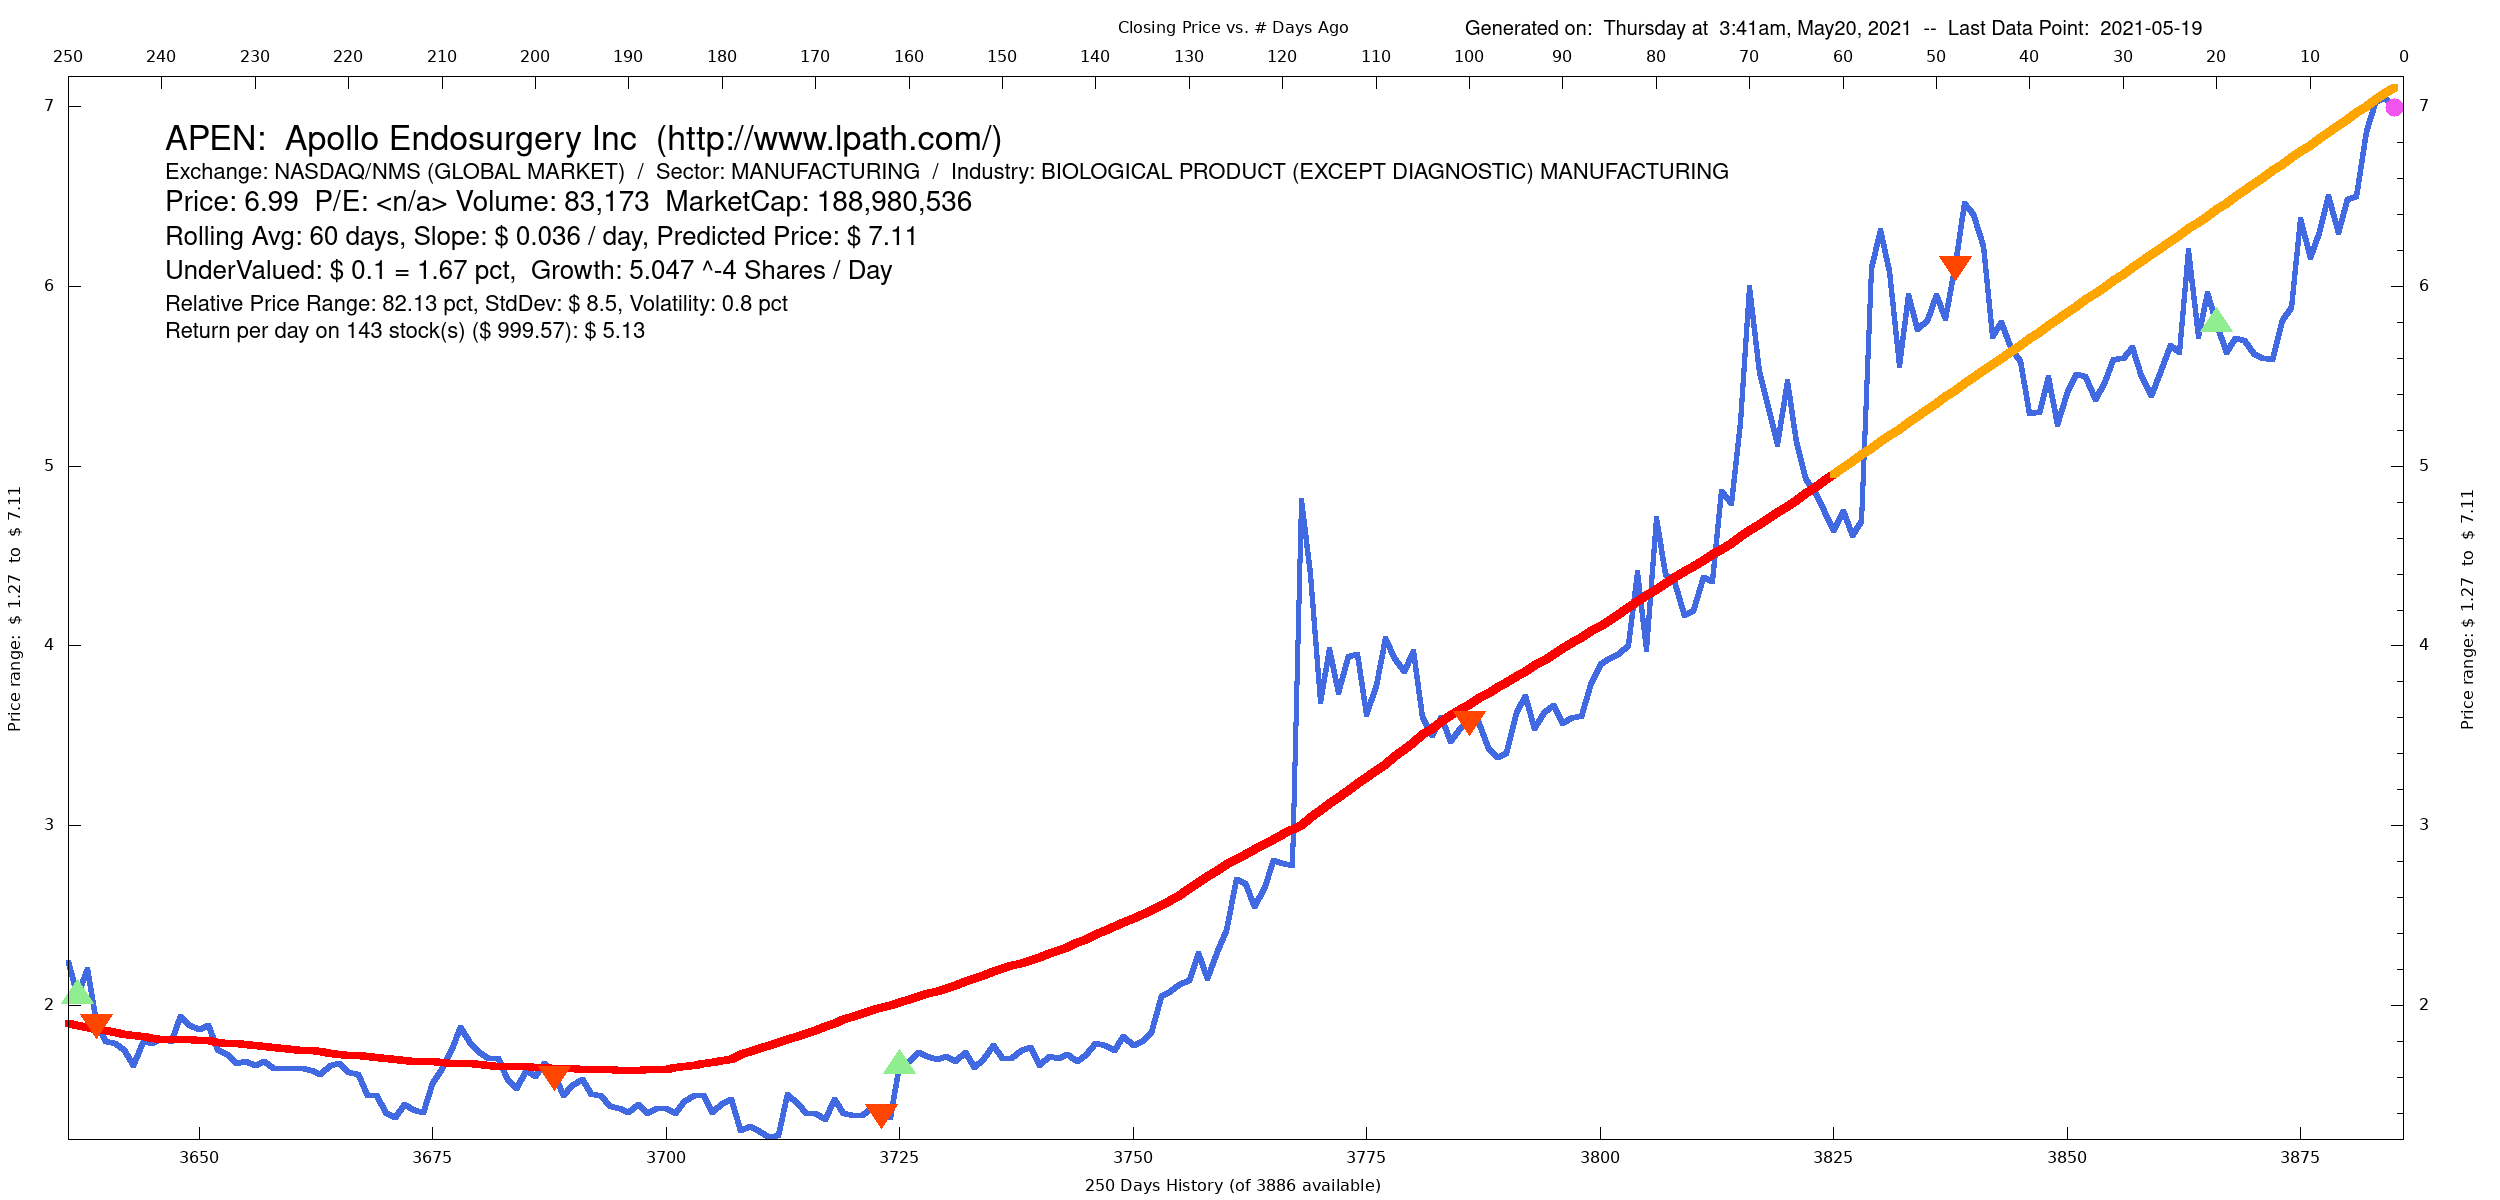 Closing Price vs. # Days Ago
Generated on:  Thursday at  3:41am, May20, 2021  --  Last Data Point:  2021-05-19
250 240 230 220 210 200 190 180 170 160 150 140 130 120 110 100 90 80 70 60 50 40 30 20 10 0
APEN:  Apollo Endosurgery Inc  (http://www.lpath.com/)
Exchange: NASDAQ/NMS (GLOBAL MARKET)  /  Sector: MANUFACTURING  /  Industry: BIOLOGICAL PRODUCT (EXCEPT DIAGNOSTIC) MANUFACTURING
Price: 6.99  P/E: <n/a> Volume: 83,173  MarketCap: 188,980,536
Rolling Avg: 60 days, Slope: $ 0.036 / day, Predicted Price: $ 7.11
UnderValued: $ 0.1 = 1.67 pct,  Growth: 5.047 ^-4 Shares / Day
Relative Price Range: 82.13 pct, StdDev: $ 8.5, Volatility: 0.8 pct
Return per day on 143 stock(s) ($ 999.57): $ 5.13
7 7
6 6
5 5
4 4
3 3
2 2
Price range:  $ 1.27  to  $ 7.11
Price range: $ 1.27  to  $ 7.11
3650 3675 3700 3725 3750 3775 3800 3825 3850 3875
250 Days History (of 3886 available)